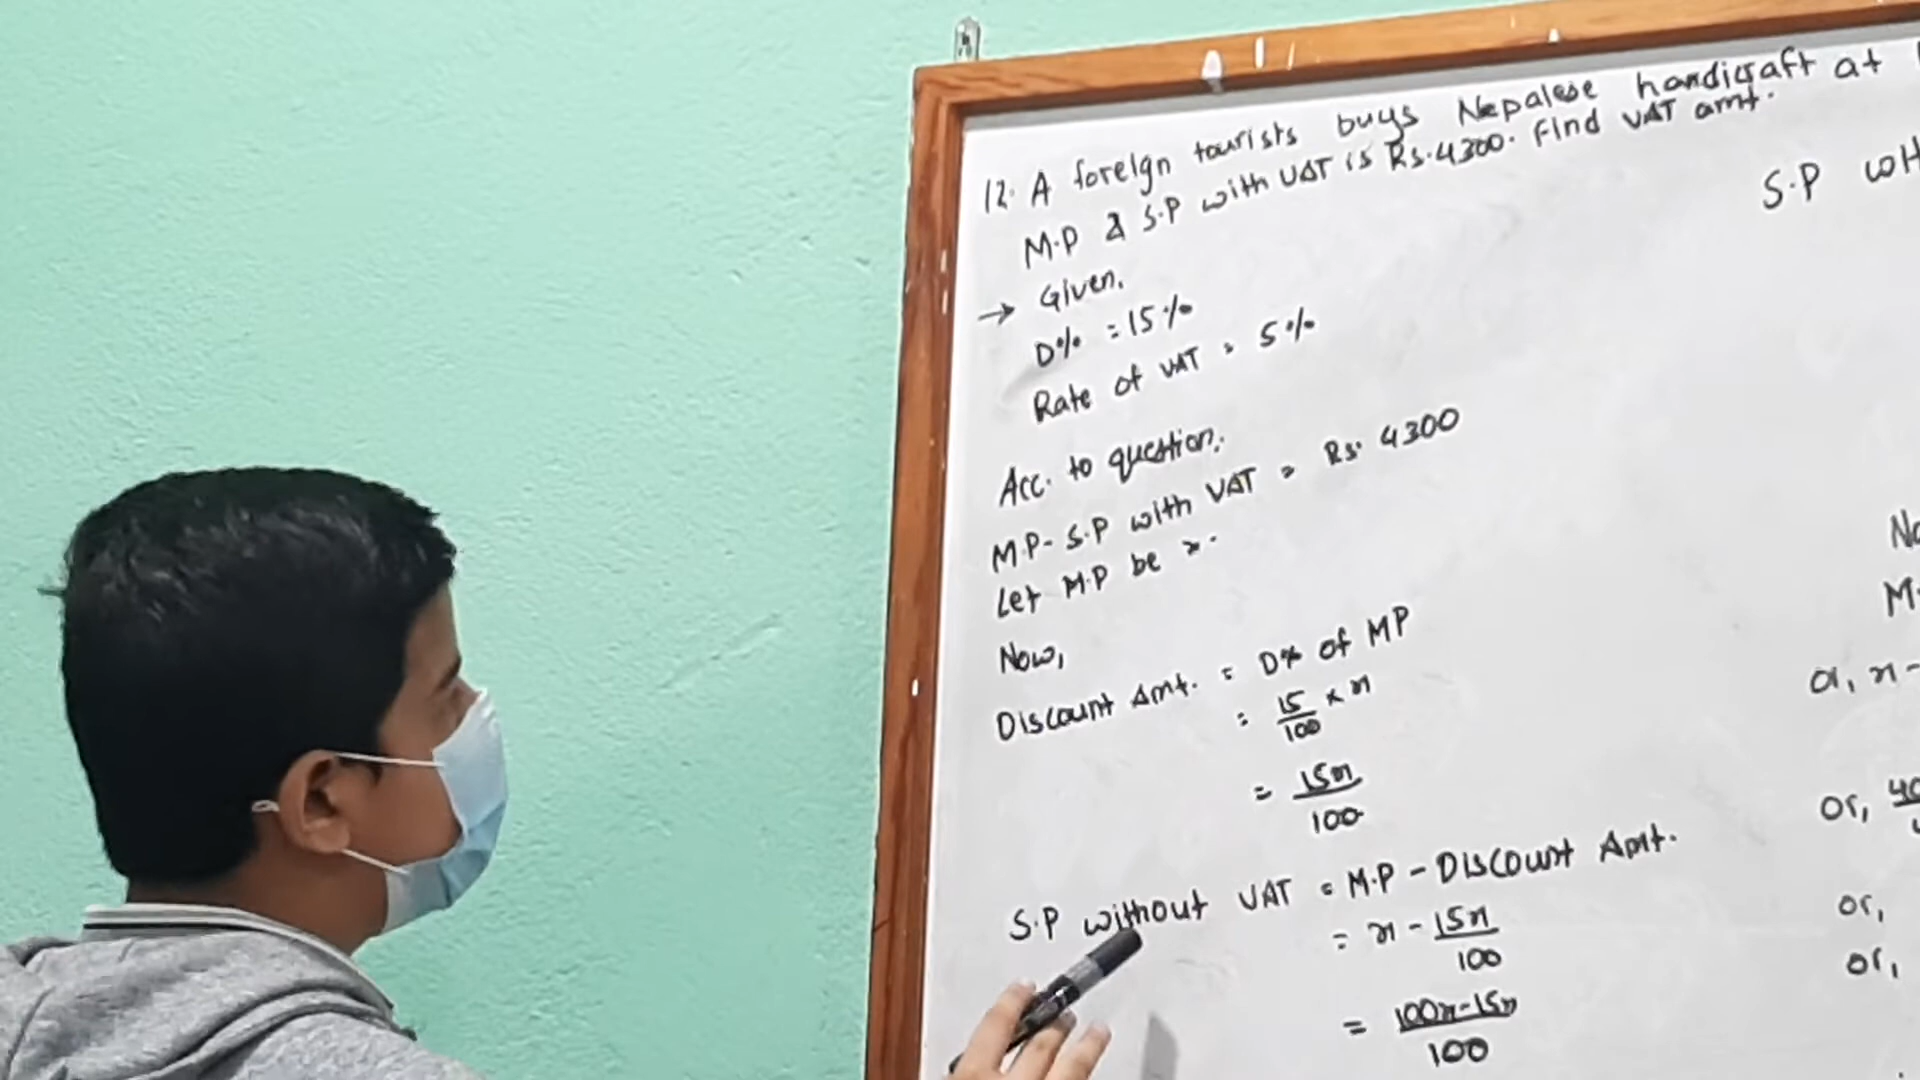 12. A foreign tourists buys Nepalese handicraft at
M.P & S.P with VAT is Rs.4300. Find VAT amt.
→ Given,
D% = 15%
Rate of VAT = 5%
Acc. to question,
M.P - S.P with VAT = Rs. 4300
Let M.P be x.
Now,
Discount Amt. = D% of MP
= 15/100 × x
= 15x/100
S.P without VAT = M.P - Discount Amt.
= x - 15x/100
= 100x-15x/100
S.P
or, x -
or,
or,
or,